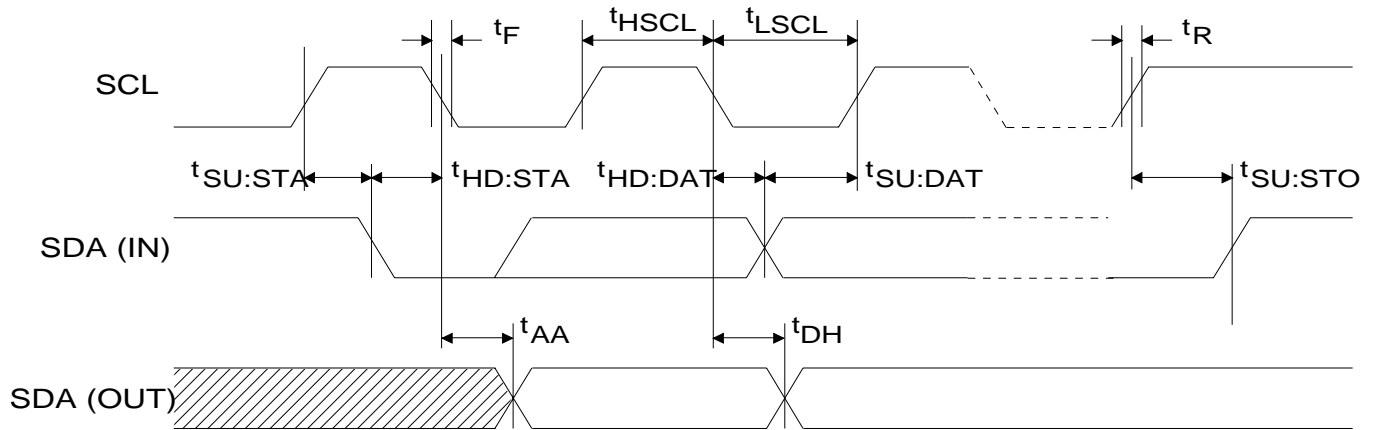 tF tHSCL tLSCL tR
SCL
tSU:STA tHD:STA tHD:DAT tSU:DAT tSU:STO
SDA (IN)
tAA tDH
SDA (OUT)